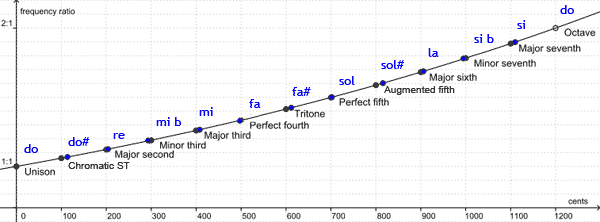 frequency ratio
do
2:1
si
Octave
si b
Major seventh
la
Minor seventh
sol#
Major sixth
sol
Augmented fifth
fa#
Perfect fifth
fa
Tritone
mi
Perfect fourth
mi b
Major third
re
Minor third
do#
Major second
do
1:1
Chromatic ST
Unison
cents
0 100 200 300 400 500 600 700 800 900 1000 1100 1200